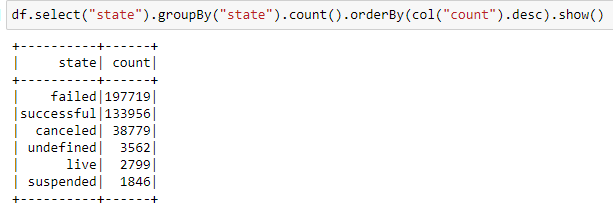 df.select("state").groupBy("state").count().orderBy(col("count").desc).show()
+----------+------+
|     state| count|
+----------+------+
|    failed|197719|
|successful|133956|
|  canceled| 38779|
| undefined|  3562|
|      live|  2799|
| suspended|  1846|
+----------+------+